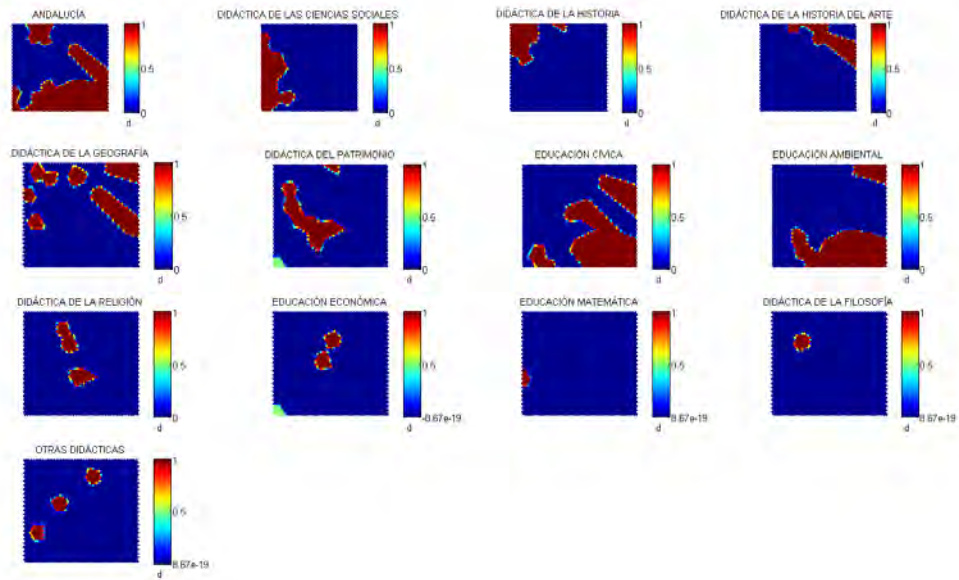 ANDALUCÍA
1
0.5
0
d
DIDÁCTICA DE LAS CIENCIAS SOCIALES
1
0.5
0
d
DIDÁCTICA DE LA HISTORIA
1
0.5
0
d
DIDÁCTICA DE LA HISTORIA DEL ARTE
1
0.5
0
d
DIDÁCTICA DE LA GEOGRAFÍA
1
0.5
0
d
DIDÁCTICA DEL PATRIMONIO
1
0.5
0
d
EDUCACIÓN CÍVICA
1
0.5
0
d
EDUCACIÓN AMBIENTAL
1
0.5
0
d
DIDÁCTICA DE LA RELIGIÓN
1
0.5
0
d
EDUCACIÓN ECONÓMICA
1
0.5
-8.67e-19
d
EDUCACIÓN MATEMÁTICA
1
0.5
8.67e-19
d
DIDÁCTICA DE LA FILOSOFÍA
1
0.5
8.67e-19
d
OTRAS DIDÁCTICAS
1
0.5
8.67e-19
d